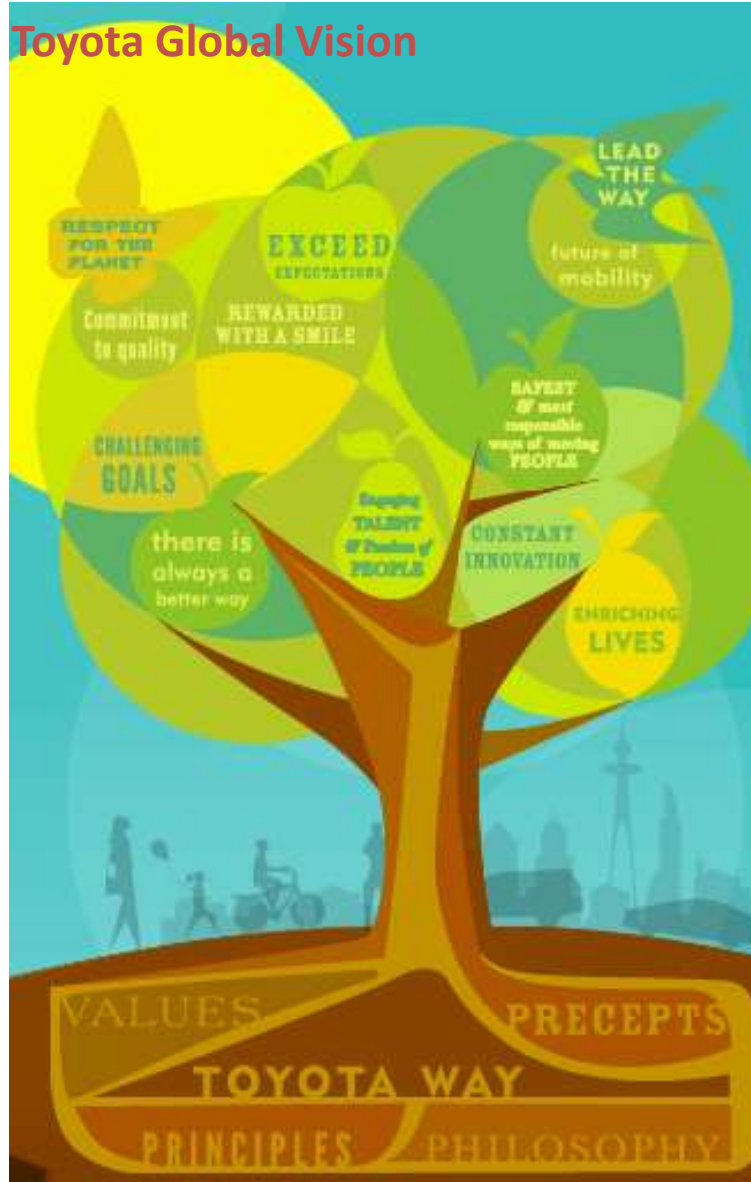 Toyota Global Vision
LEAD
THE
WAY
RESPECT
FOR THE
PLANET
EXCEED
EXPECTATIONS
future of
mobility
Commitment
to quality
REWARDED
WITH A SMILE
SAFEST
& most
responsible
ways of moving
PEOPLE
CHALLENGING
GOALS
Engaging
TALENT
& Passion of
PEOPLE
there is
always a
better way
CONSTANT
INNOVATION
ENRICHING
LIVES
VALUES
PRECEPTS
TOYOTA WAY
PRINCIPLES
PHILOSOPHY